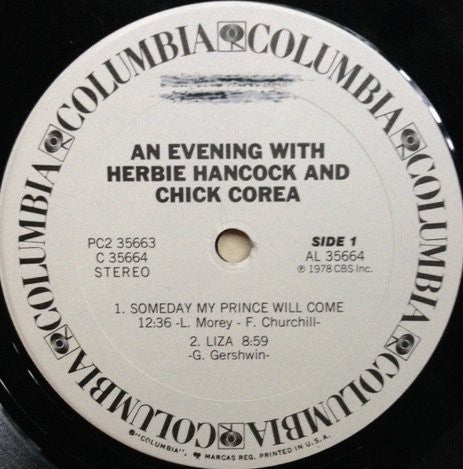 COLUMBIA COLUMBIA COLUMBIA COLUMBIA COLUMBIA COLUMBIA COLUMBIA
AN EVENING WITH
HERBIE HANCOCK AND
CHICK COREA
PC2 35663
C 35664
STEREO
SIDE 1
AL 35664
℗ 1978 CBS Inc.
1. SOMEDAY MY PRINCE WILL COME
12:36 -L. Morey - F. Churchill-
2. LIZA 8:59
-G. Gershwin-
"COLUMBIA", MARCAS REG. PRINTED IN U.S.A.